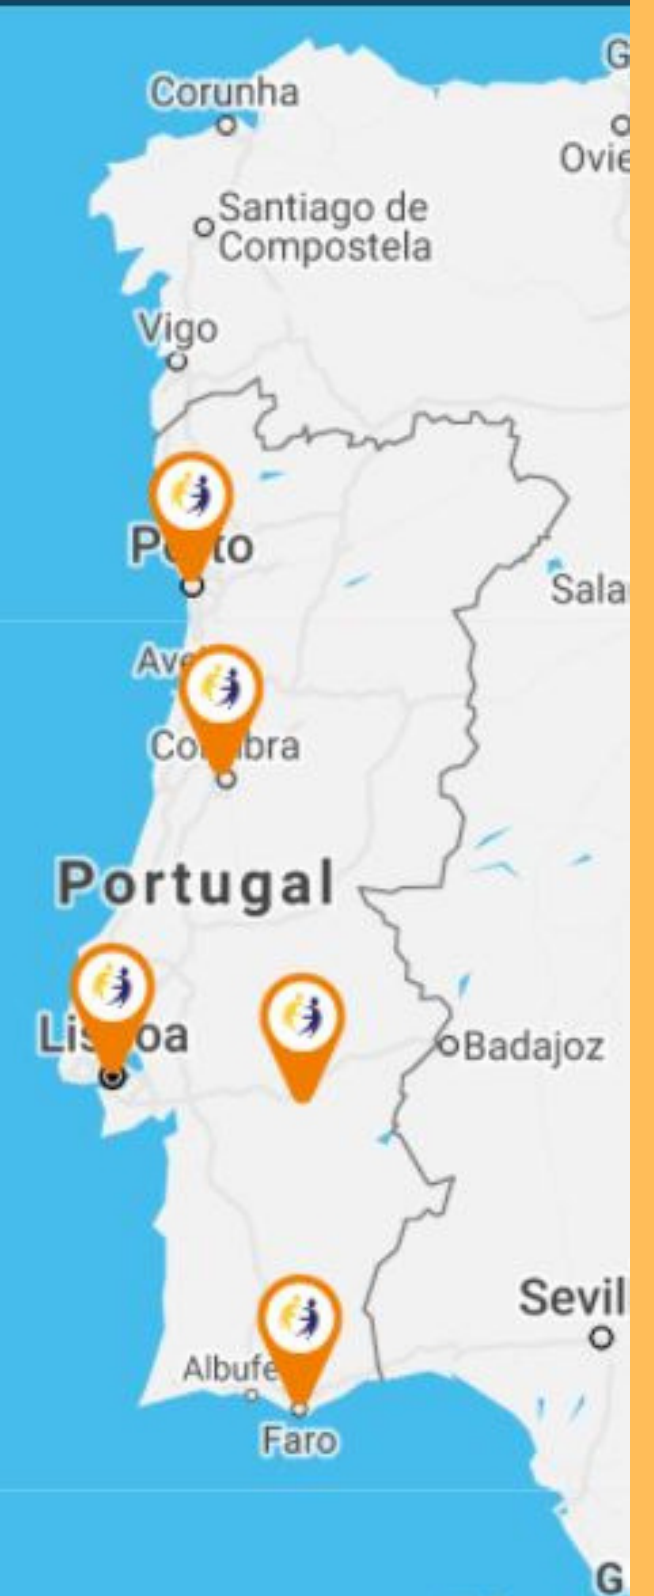 G
Corunha
Ovie
Santiago de
Compostela
Vigo
Sala
Portugal
Badajoz
Sevil
Albufe
Faro
G